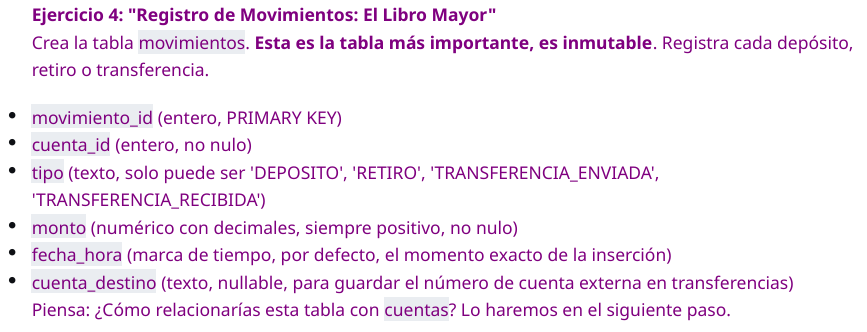 Ejercicio 4: "Registro de Movimientos: El Libro Mayor"
Crea la tabla movimientos. Esta es la tabla más importante, es inmutable. Registra cada depósito,
retiro o transferencia.
• movimiento_id (entero, PRIMARY KEY)
• cuenta_id (entero, no nulo)
• tipo (texto, solo puede ser 'DEPOSITO', 'RETIRO', 'TRANSFERENCIA_ENVIADA',
'TRANSFERENCIA_RECIBIDA')
• monto (numérico con decimales, siempre positivo, no nulo)
• fecha_hora (marca de tiempo, por defecto, el momento exacto de la inserción)
• cuenta_destino (texto, nullable, para guardar el número de cuenta externa en transferencias)
Piensa: ¿Cómo relacionarías esta tabla con cuentas? Lo haremos en el siguiente paso.